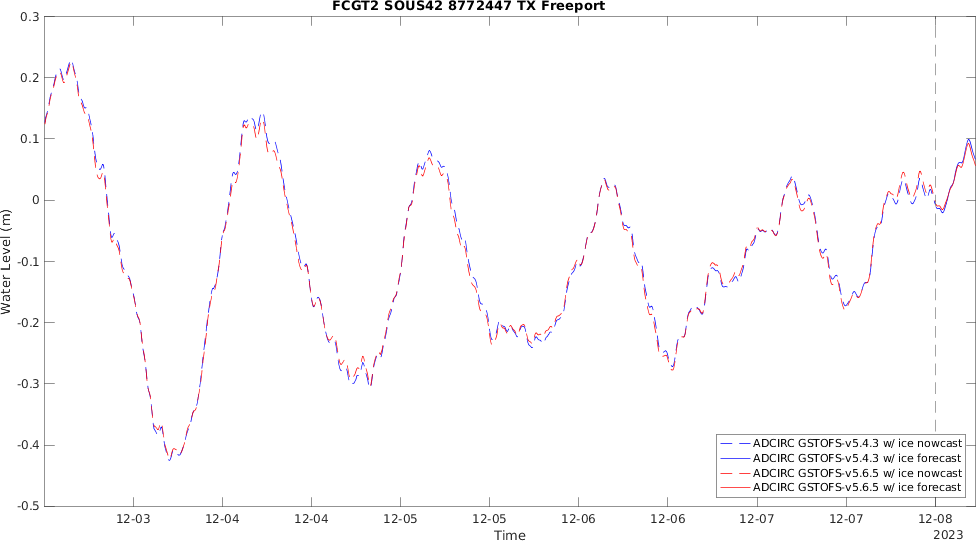 FCGT2 SOUS42 8772447 TX Freeport
0.3
0.2
0.1
0
-0.1
-0.2
-0.3
-0.4
-0.5
Water Level (m)
ADCIRC GSTOFS-v5.4.3 w/ ice nowcast
ADCIRC GSTOFS-v5.4.3 w/ ice forecast
ADCIRC GSTOFS-v5.6.5 w/ ice nowcast
ADCIRC GSTOFS-v5.6.5 w/ ice forecast
12-03 12-04 12-04 12-05 12-05 12-06 12-06 12-07 12-07 12-08
2023
Time